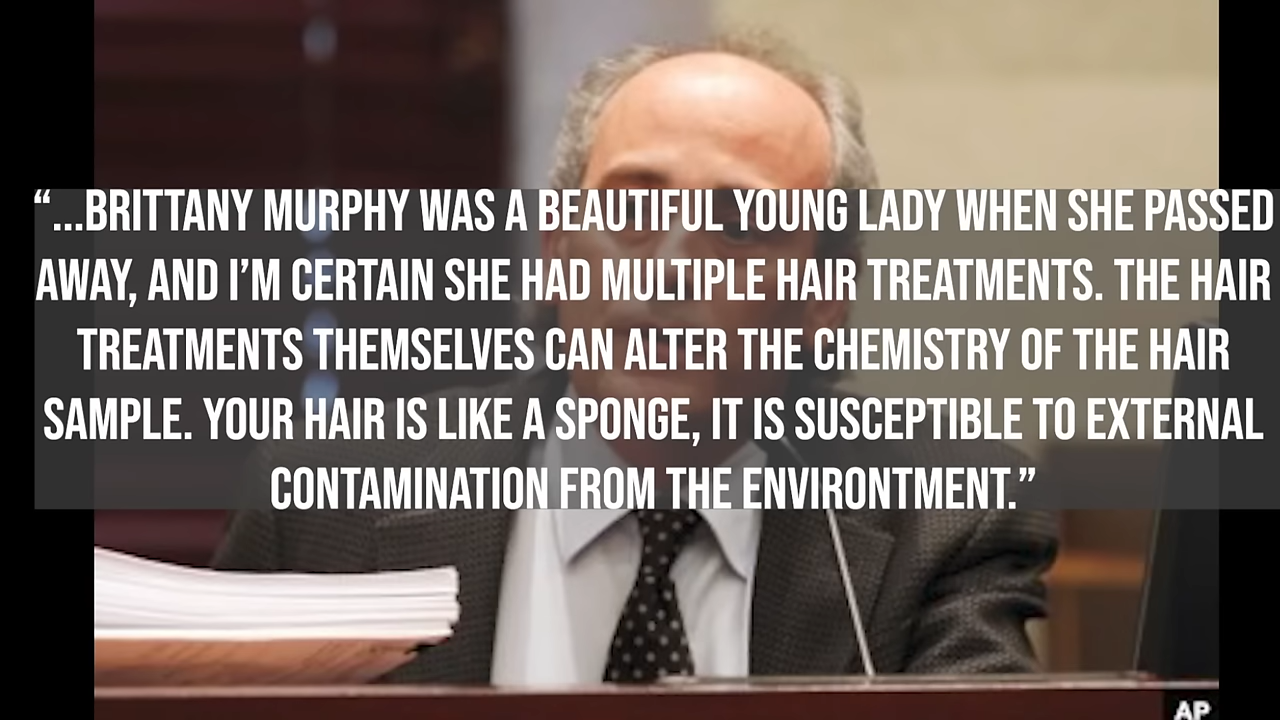 “...BRITTANY MURPHY WAS A BEAUTIFUL YOUNG LADY WHEN SHE PASSED
AWAY, AND I’M CERTAIN SHE HAD MULTIPLE HAIR TREATMENTS. THE HAIR
TREATMENTS THEMSELVES CAN ALTER THE CHEMISTRY OF THE HAIR
SAMPLE. YOUR HAIR IS LIKE A SPONGE, IT IS SUSCEPTIBLE TO EXTERNAL
CONTAMINATION FROM THE ENVIRONTMENT.”
AP